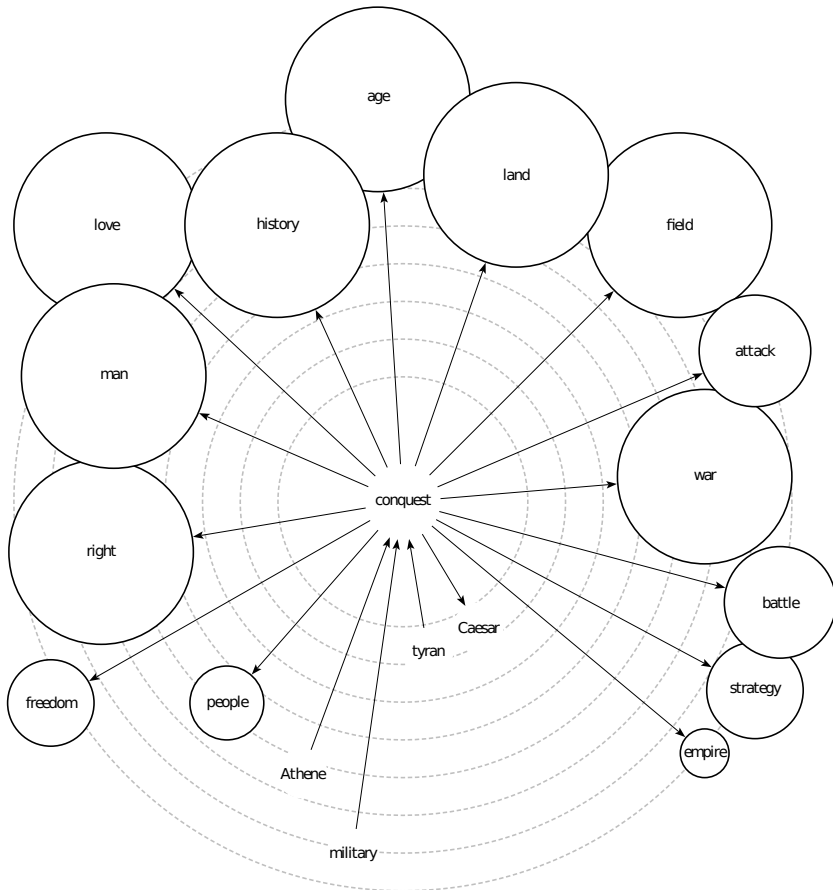 age
land
love
history
field
attack
man
war
conquest
right
battle
Caesar
tyran
strategy
freedom
people
empire
Athene
military